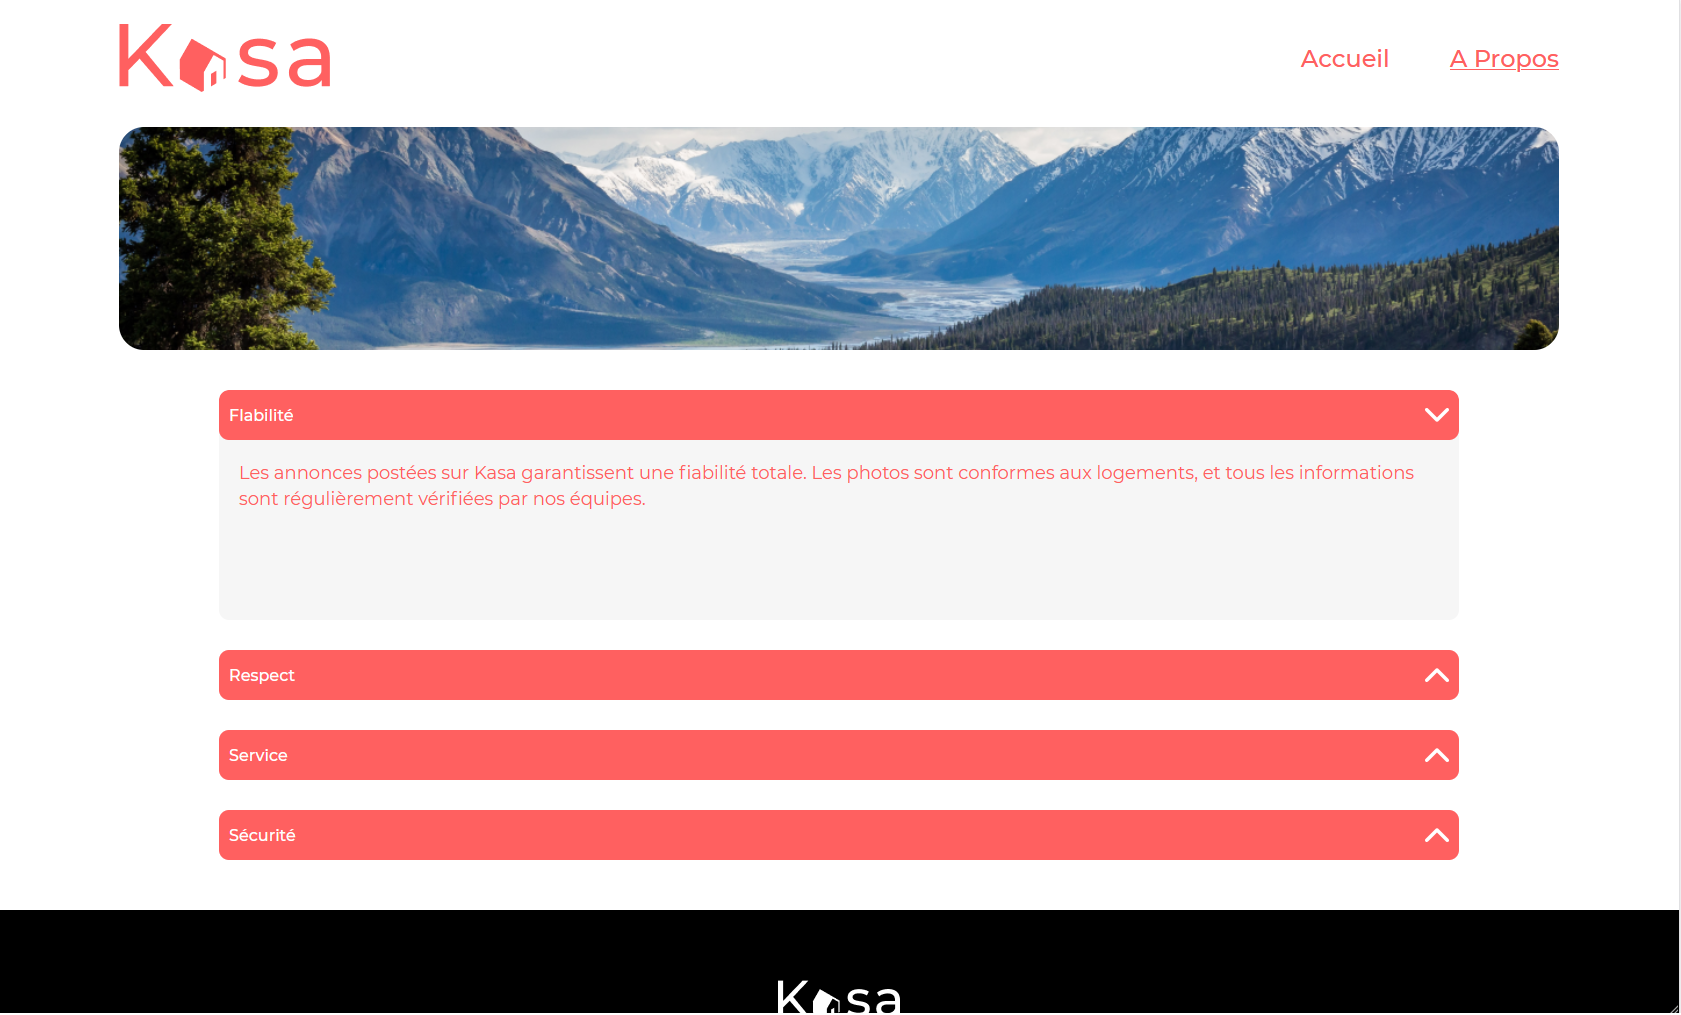 Kasa
Accueil
A Propos
FIabilité
Les annonces postées sur Kasa garantissent une fiabilité totale. Les photos sont conformes aux logements, et tous les informations
sont régulièrement vérifiées par nos équipes.
Respect
Service
Sécurité
Kasa